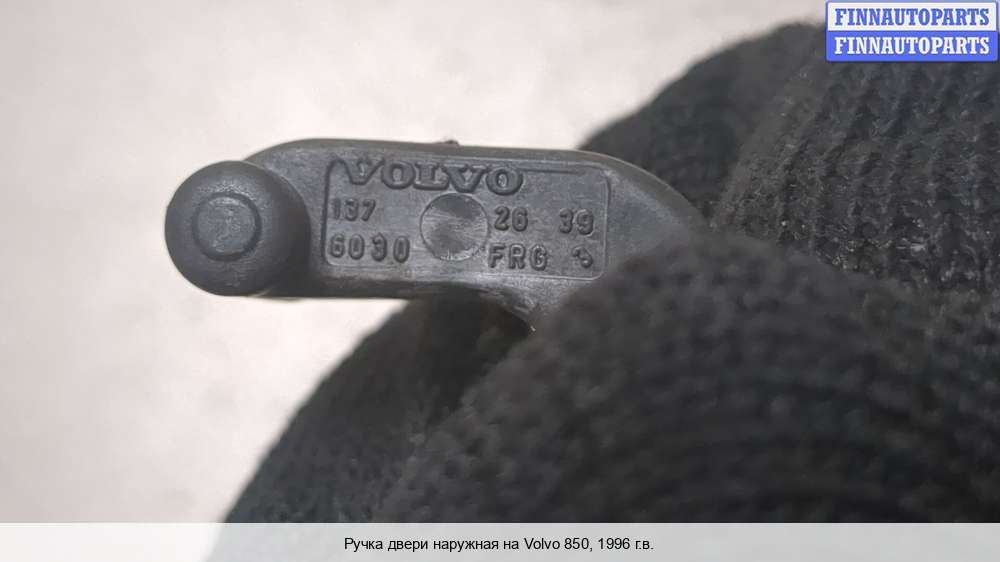 FINNAUTOPARTS
FINNAUTOPARTS
VOLVO
137 26 39
6030 FRG
Ручка двери наружная на Volvo 850, 1996 г.в.